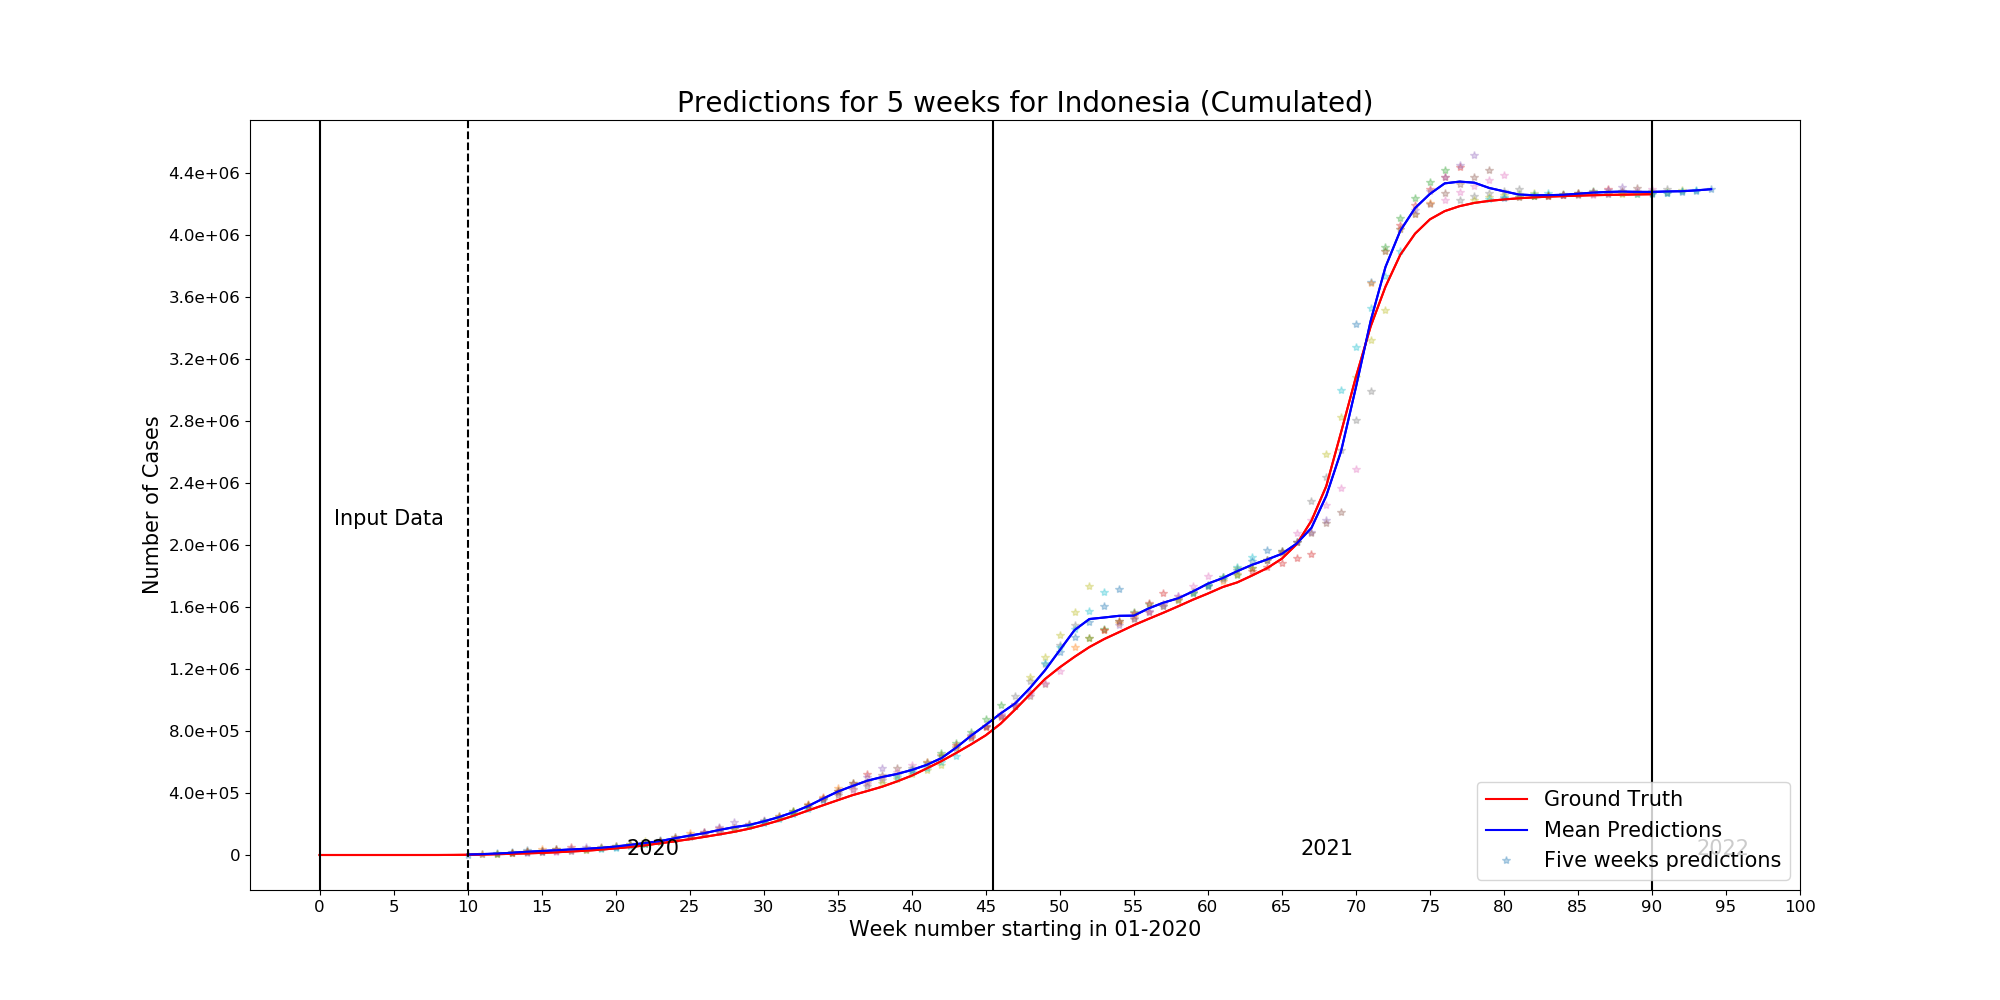 Predictions for 5 weeks for Indonesia (Cumulated)
4.4e+06
4.0e+06
3.6e+06
3.2e+06
2.8e+06
2.4e+06
2.0e+06
1.6e+06
1.2e+06
8.0e+05
4.0e+05
0
Number of Cases
Input Data
2020
2021
2022
Ground Truth
Mean Predictions
Five weeks predictions
0 5 10 15 20 25 30 35 40 45 50 55 60 65 70 75 80 85 90 95 100
Week number starting in 01-2020